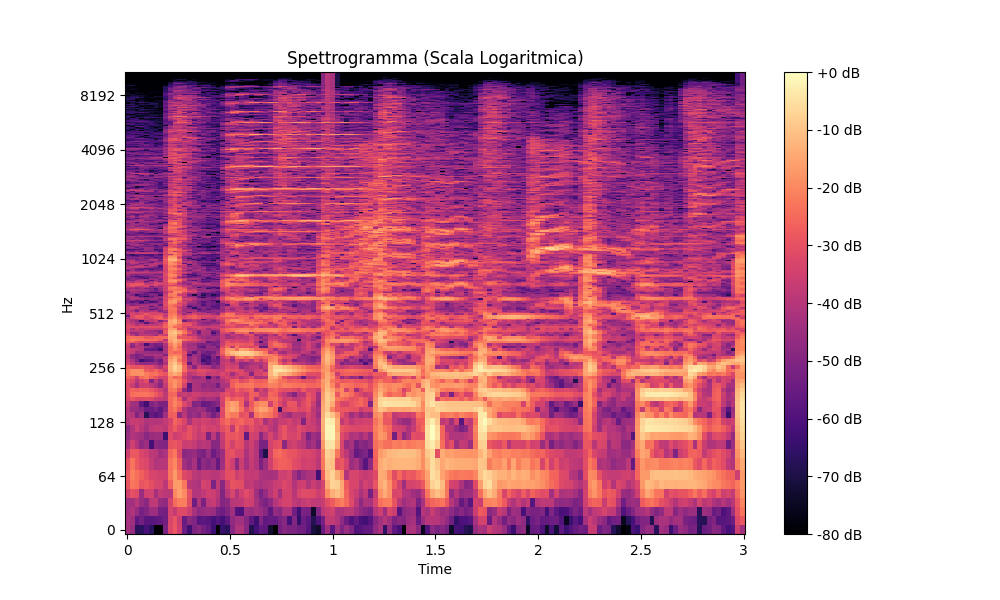 Spettrogramma (Scala Logaritmica)
Hz
8192
4096
2048
1024
512
256
128
64
0
0
0.5
1
1.5
2
2.5
3
Time
+0 dB
-10 dB
-20 dB
-30 dB
-40 dB
-50 dB
-60 dB
-70 dB
-80 dB